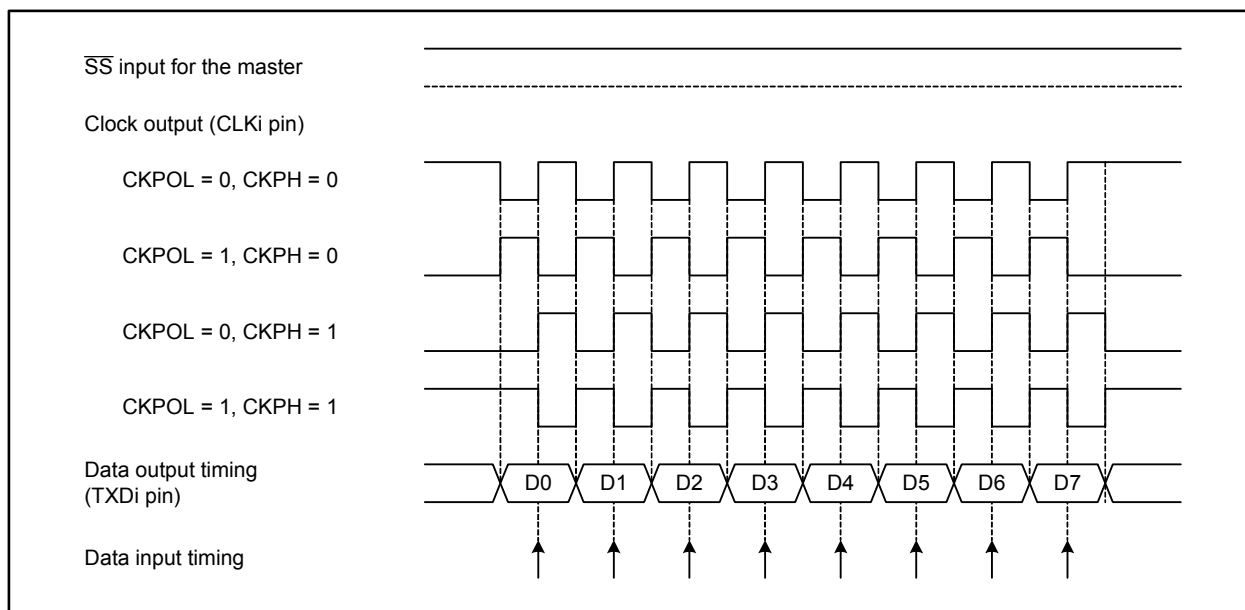 S̅S̅ input for the master
Clock output (CLKi pin)
CKPOL = 0, CKPH = 0
CKPOL = 1, CKPH = 0
CKPOL = 0, CKPH = 1
CKPOL = 1, CKPH = 1
Data output timing
(TXDi pin)
D0 D1 D2 D3 D4 D5 D6 D7
Data input timing